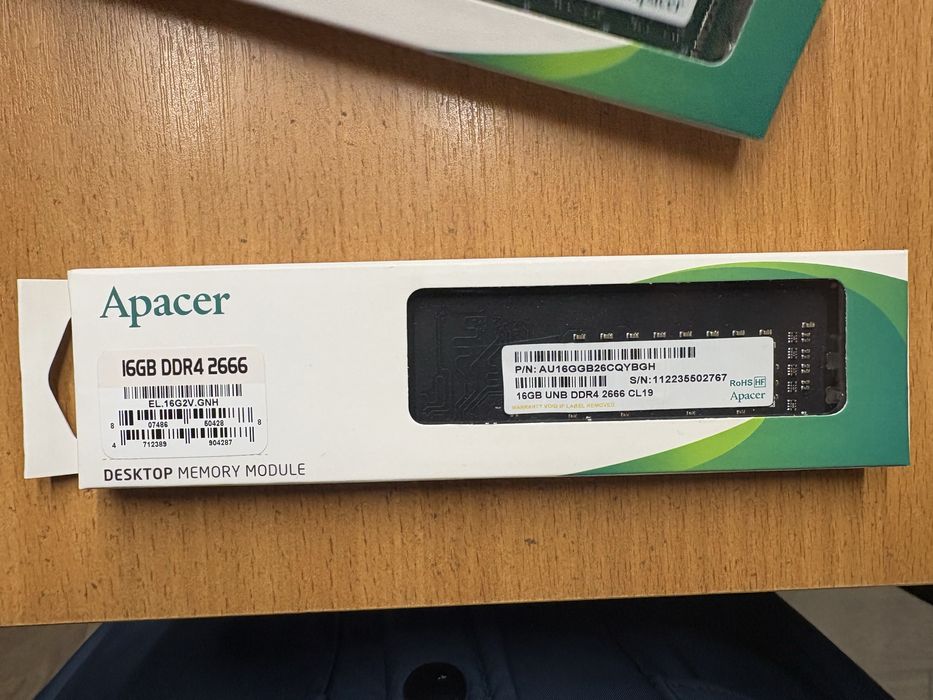 Apacer
16GB DDR4 2666
EL.16G2V.GNH
8 07486 50428 8
4 712389 904287
DESKTOP MEMORY MODULE
P/N: AU16GGB26CQYBGH
S/N:112235502767
16GB UNB DDR4 2666 CL19
WARRANTY VOID IF LABEL REMOVED
RoHS HF
Apacer